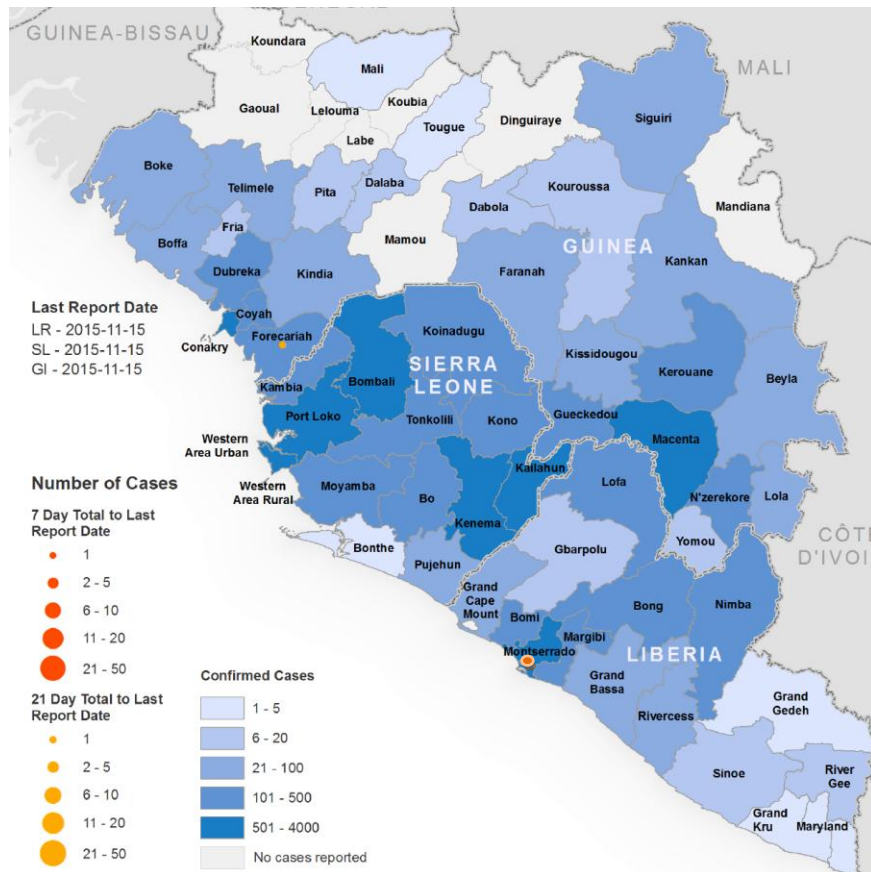 GUINEA-BISSAU
MALI
Koundara
Mali
Gaoual
Lelouma
Koubia
Labe
Tougue
Dinguiraye
Siguiri
Boke
Telimele
Pita
Dalaba
Kouroussa
Mandiana
Fria
Dabola
Mamou
GUINEA
Boffa
Kankan
Dubreka
Kindia
Faranah
Last Report Date
LR - 2015-11-15
SL - 2015-11-15
GI - 2015-11-15
Coyah
Forecariah
Conakry
Koinadugu
Kissidougou
Kerouane
Beyla
SIERRA
LEONE
Bombali
Kambia
Port Loko
Tonkolili
Kono
Gueckedou
Macenta
Western
Area Urban
Kailahun
Lofa
N'zerekore
Lola
Western
Area Rural
Moyamba
Bo
Kenema
Yomou
CÔTE
D'IVOI
Bonthe
Pujehun
Gbarpolu
Grand
Cape
Mount
Bomi
Bong
Nimba
Margibi
Montserrado
LIBERIA
Grand
Bassa
Rivercess
Grand
Gedeh
Sinoe
River
Gee
Grand
Kru
Maryland
Number of Cases
7 Day Total to Last
Report Date
1
2 - 5
6 - 10
11 - 20
21 - 50
21 Day Total to Last
Report Date
1
2 - 5
6 - 10
11 - 20
21 - 50
Confirmed Cases
1 - 5
6 - 20
21 - 100
101 - 500
501 - 4000
No cases reported